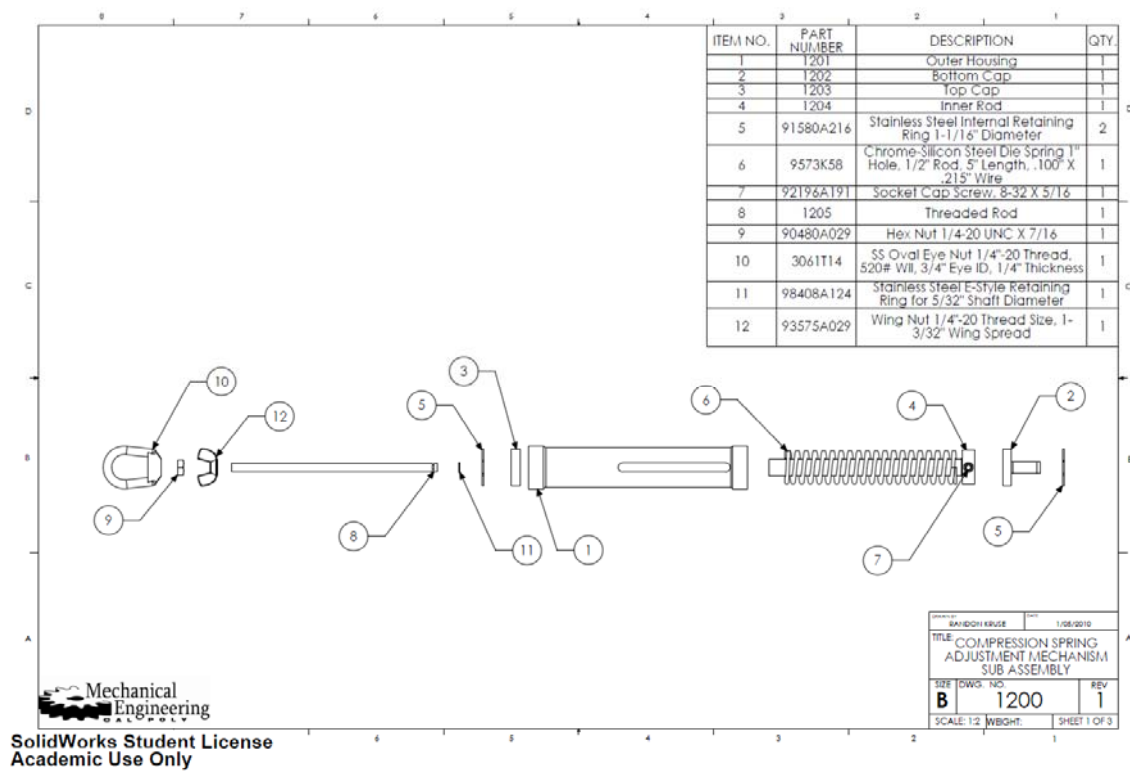 8 7 6 5 4 3 2 1
ITEM NO. PART NUMBER DESCRIPTION QTY.
1 1201 Outer Housing 1
2 1202 Bottom Cap 1
3 1203 Top Cap 1
4 1204 Inner Rod 1
5 91580A216 Stainless Steel Internal Retaining
Ring 1-1/16" Diameter 2
6 9573K58 Chrome-Silicon Steel Die Spring 1"
Hole, 1/2" Rod, 5" Length, .100" X
.215" Wire 1
7 92196A191 Socket Cap Screw, 8-32 X 5/16 1
8 1205 Threaded Rod 1
9 90480A029 Hex Nut 1/4-20 UNC X 7/16 1
10 3061T14 SS Oval Eye Nut 1/4"-20 Thread,
520# Wll, 3/4" Eye ID, 1/4" Thickness 1
11 98408A124 Stainless Steel E-Style Retaining
Ring for 5/32" Shaft Diameter 1
12 93575A029 Wing Nut 1/4"-20 Thread Size, 1-
3/32" Wing Spread 1
D
C
B
A
10
12
5
3
6
4
2
9
8
11
1
7
5
RANDON KRUSE 1/08/2010
TITLE: COMPRESSION SPRING
ADJUSTMENT MECHANISM
SUB ASSEMBLY
SIZE DWG. NO. REV
B 1200 1
SCALE: 1:2 WEIGHT: SHEET 1 OF 3
Mechanical
Engineering
CAL POLY
6 5 4 3 2 1
SolidWorks Student License
Academic Use Only